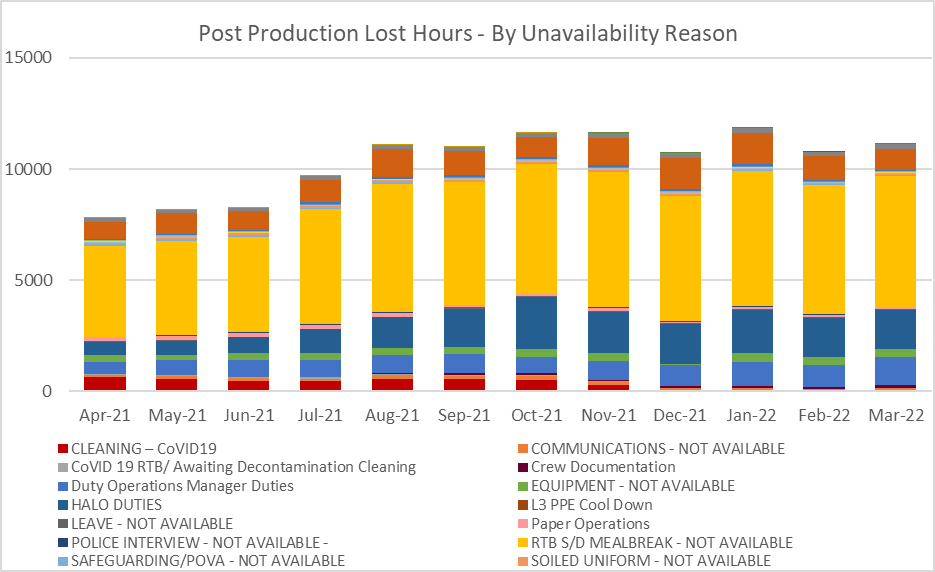 Post Production Lost Hours - By Unavailability Reason
15000
10000
5000
0
Apr-21 May-21 Jun-21 Jul-21 Aug-21 Sep-21 Oct-21 Nov-21 Dec-21 Jan-22 Feb-22 Mar-22
CLEANING – CoVID19 COMMUNICATIONS - NOT AVAILABLE
CoVID 19 RTB/ Awaiting Decontamination Cleaning Crew Documentation
Duty Operations Manager Duties EQUIPMENT - NOT AVAILABLE
HALO DUTIES L3 PPE Cool Down
LEAVE - NOT AVAILABLE Paper Operations
POLICE INTERVIEW - NOT AVAILABLE - RTB S/D MEALBREAK - NOT AVAILABLE
SAFEGUARDING/POVA - NOT AVAILABLE SOILED UNIFORM - NOT AVAILABLE